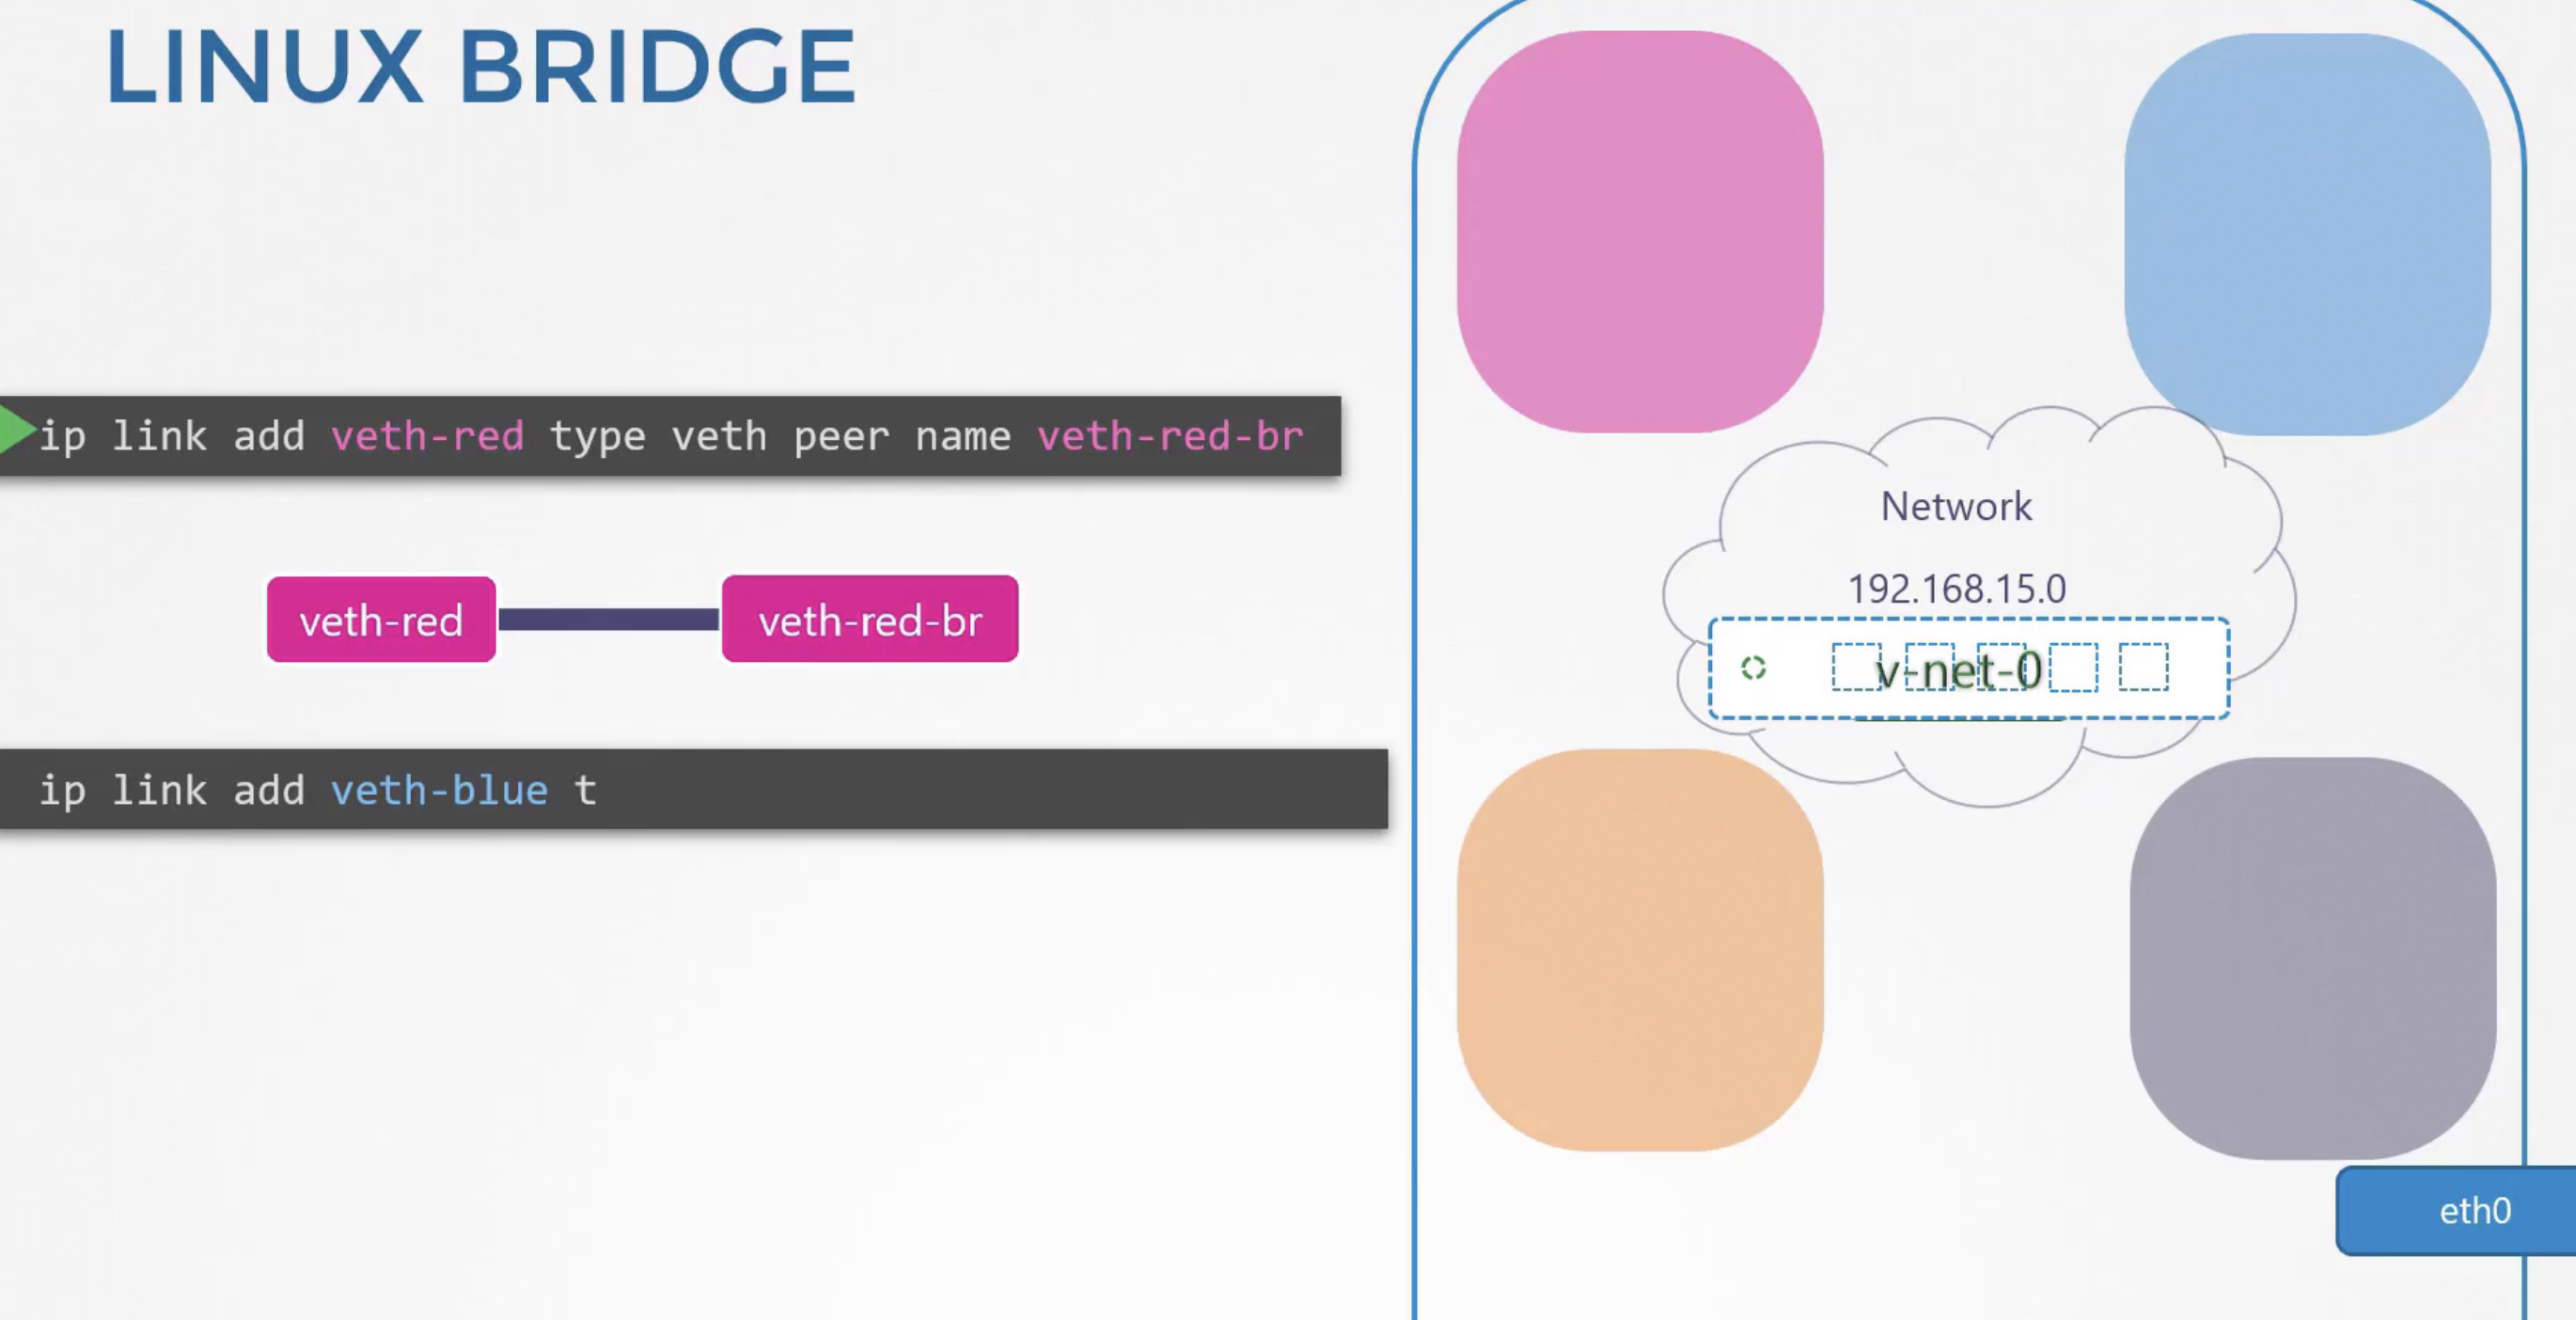 LINUX BRIDGE
ip link add veth-red type veth peer name veth-red-br
veth-red
veth-red-br
ip link add veth-blue t
Network
192.168.15.0
v-net-0
eth0